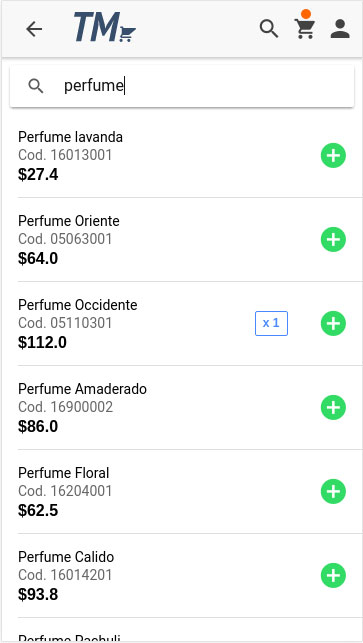 TM
perfume
Perfume lavanda
Cod. 16013001
$27.4
Perfume Oriente
Cod. 05063001
$64.0
Perfume Occidente
Cod. 05110301
x 1
$112.0
Perfume Amaderado
Cod. 16900002
$86.0
Perfume Floral
Cod. 16204001
$62.5
Perfume Calido
Cod. 16014201
$93.8
Perfume Pachuli